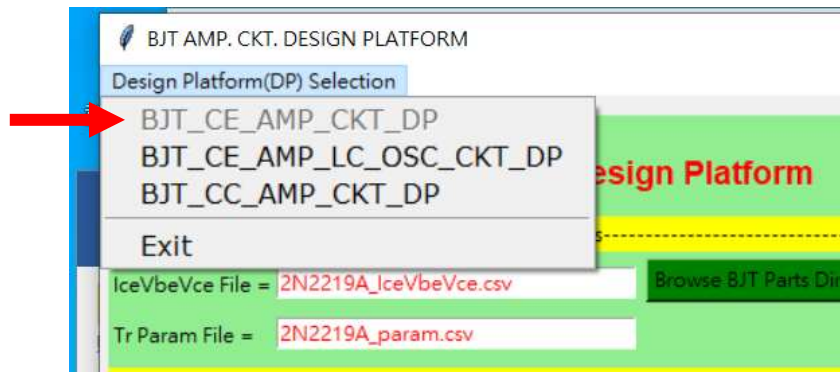 BJT AMP. CKT. DESIGN PLATFORM
Design Platform(DP) Selection
BJT_CE_AMP_CKT_DP
BJT_CE_AMP_LC_OSC_CKT_DP
BJT_CC_AMP_CKT_DP
Exit
esign Platform
s-----------------------------
IceVbeVce File = 2N2219A_IceVbeVce.csv Browse BJT Parts Dir
Tr Param File = 2N2219A_param.csv